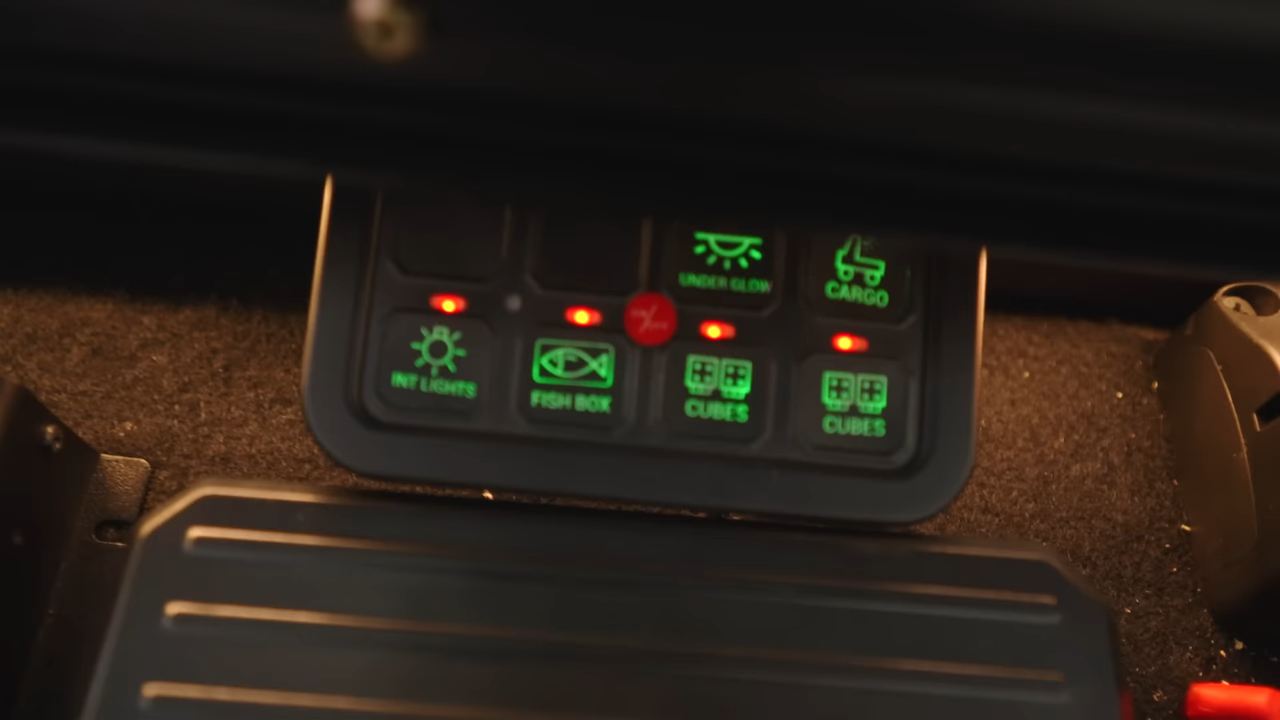 UNDER GLOW
CARGO
INT LIGHTS
FISH BOX
CUBES
CUBES